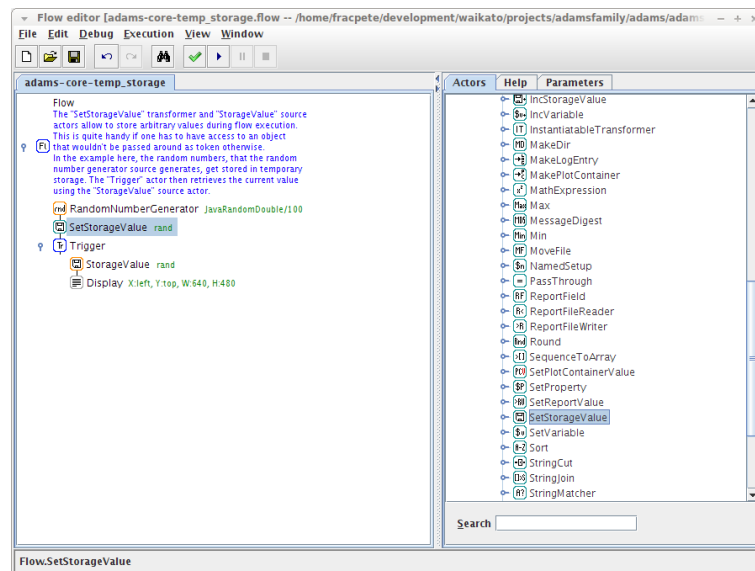 Flow editor [adams-core-temp_storage.flow -- /home/fracpete/development/waikato/projects/adamsfamily/adams/adams
File Edit Debug Execution View Window
adams-core-temp_storage
Flow
The "SetStorageValue" transformer and "StorageValue" source
actors allow to store arbitrary values during flow execution.
This is quite handy if one has to have access to an object
that wouldn't be passed around as token otherwise.
In the example here, the random numbers, that the random
number generator source generates, get stored in temporary
storage. The "Trigger" actor then retrieves the current value
using the "StorageValue" source actor.
RandomNumberGenerator JavaRandomDouble/100
SetStorageValue rand
Trigger
StorageValue rand
Display X:left, Y:top, W:640, H:480
Actors Help Parameters
IncStorageValue
IncVariable
InstantiatableTransformer
MakeDir
MakeLogEntry
MakePlotContainer
MathExpression
Max
MessageDigest
Min
MoveFile
NamedSetup
PassThrough
ReportField
ReportFileReader
ReportFileWriter
Round
SequenceToArray
SetPlotContainerValue
SetProperty
SetReportValue
SetStorageValue
SetVariable
Sort
StringCut
StringJoin
StringMatcher
Search
Flow.SetStorageValue